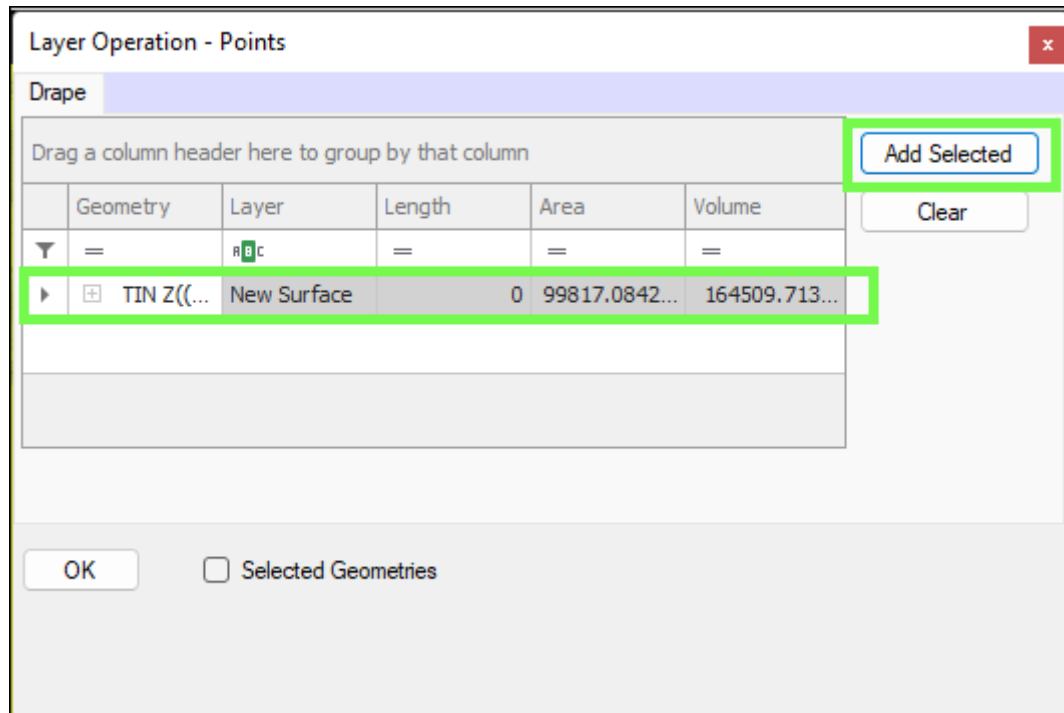 Layer Operation - Points
x
Drape
Drag a column header here to group by that column
Add Selected
Geometry Layer Length Area Volume
Clear
= ABC = = =
TIN Z((... New Surface 0 99817.0842... 164509.713...
OK Selected Geometries